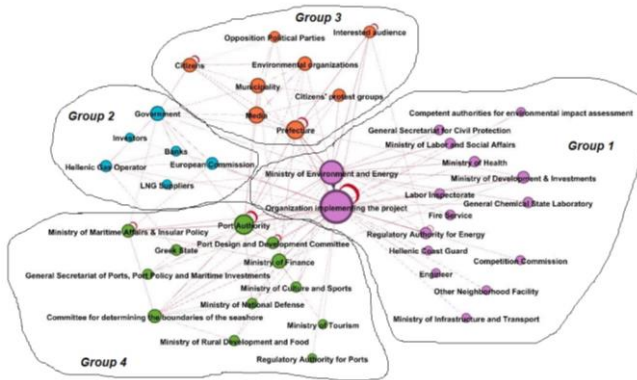 Group 3
Opposition Political Parties
Interested audience
Citizens
Environmental organizations
Municipality
Citizens' protest groups
Media
Prefecture
Group 2
Government
Investors
Banks
Hellenic Gas Operator
European Commission
LNG Suppliers
Group 1
Competent authorities for environmental impact assessment
General Secretariat for Civil Protection
Ministry of Labor and Social Affairs
Ministry of Health
Ministry of Environment and Energy
Ministry of Development & Investments
Labor Inspectorate
General Chemical State Laboratory
Organization implementing the project
Fire Service
Regulatory Authority for Energy
Hellenic Coast Guard
Competition Commission
Engineer
Other Neighborhood Facility
Ministry of Infrastructure and Transport
Port Authority
Ministry of Maritime Affairs & Insular Policy
Port Design and Development Committee
Greek State
Ministry of Finance
General Secretariat of Ports, Port Policy and Maritime Investments
Ministry of Culture and Sports
Ministry of National Defense
Committee for determining the boundaries of the seashore
Ministry of Tourism
Ministry of Rural Development and Food
Regulatory Authority for Ports
Group 4